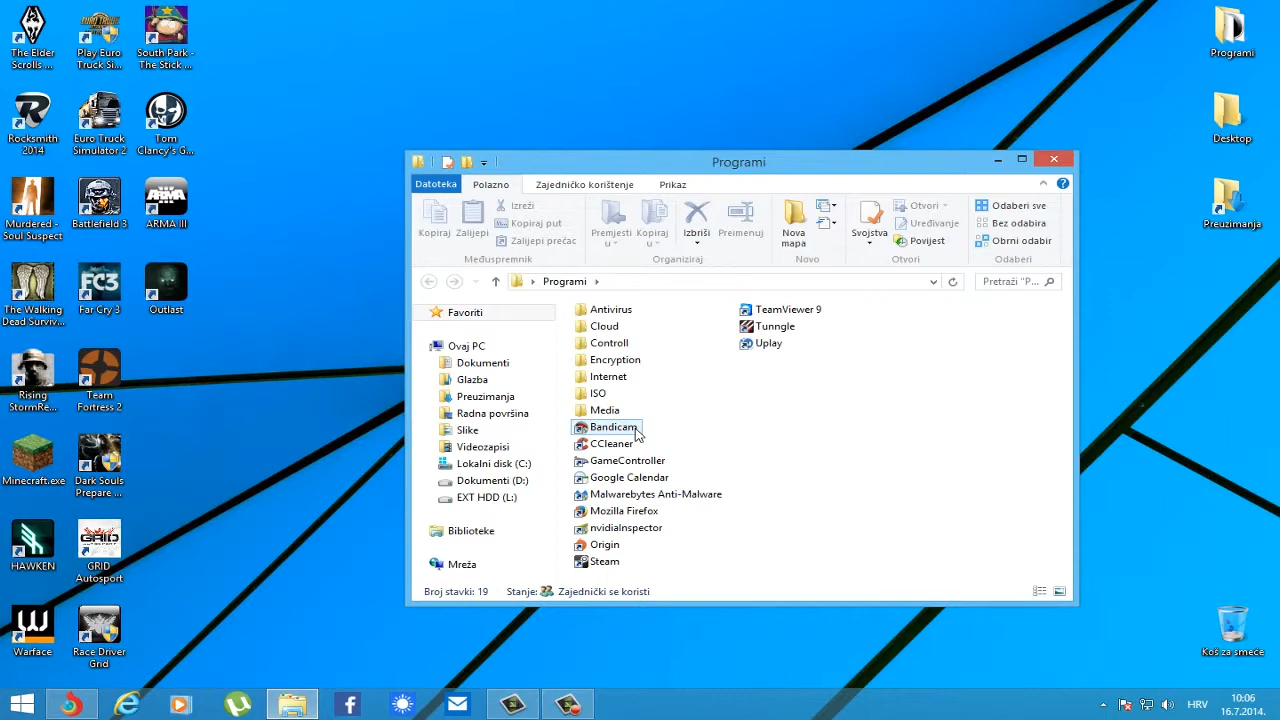 The Elder
Scrolls ...
Play Euro
Truck Si...
South Park -
The Stick ...
Rocksmith
2014
Euro Truck
Simulator 2
Tom
Clancy's G...
Murdered -
Soul Suspect
Battlefield 3
ARMA III
The Walking
Dead Surviv...
Far Cry 3
Outlast
Rising
StormRe...
Team
Fortress 2
Minecraft.exe
Dark Souls
Prepare ...
HAWKEN
GRID
Autosport
Warface
Race Driver
Grid
Programi
Desktop
Preuzimanja
Koš za smeće
Programi
Datoteka
Polazno
Zajedničko korištenje
Prikaz
Kopiraj
Zalijepi
Izreži
Kopiraj put
Zalijepi prečac
Međuspremnik
Premjesti
u
Kopiraj
u
Izbriši
Preimenuj
Organiziraj
Nova
mapa
Novo
Svojstva
Otvori
Uređivanje
Povijest
Otvori
Odaberi sve
Bez odabira
Obrni odabir
Odaberi
Programi
Pretraži "P...
Favoriti
Ovaj PC
Dokumenti
Glazba
Preuzimanja
Radna površina
Slike
Videozapisi
Lokalni disk (C:)
Dokumenti (D:)
EXT HDD (L:)
Biblioteke
Mreža
Antivirus
Cloud
Controll
Encryption
Internet
ISO
Media
Bandicam
CCleaner
GameController
Google Calendar
Malwarebytes Anti-Malware
Mozilla Firefox
nvidiaInspector
Origin
Steam
TeamViewer 9
Tunngle
Uplay
Broj stavki: 19
Stanje:
Zajednički se koristi
HRV
10:06
16.7.2014.